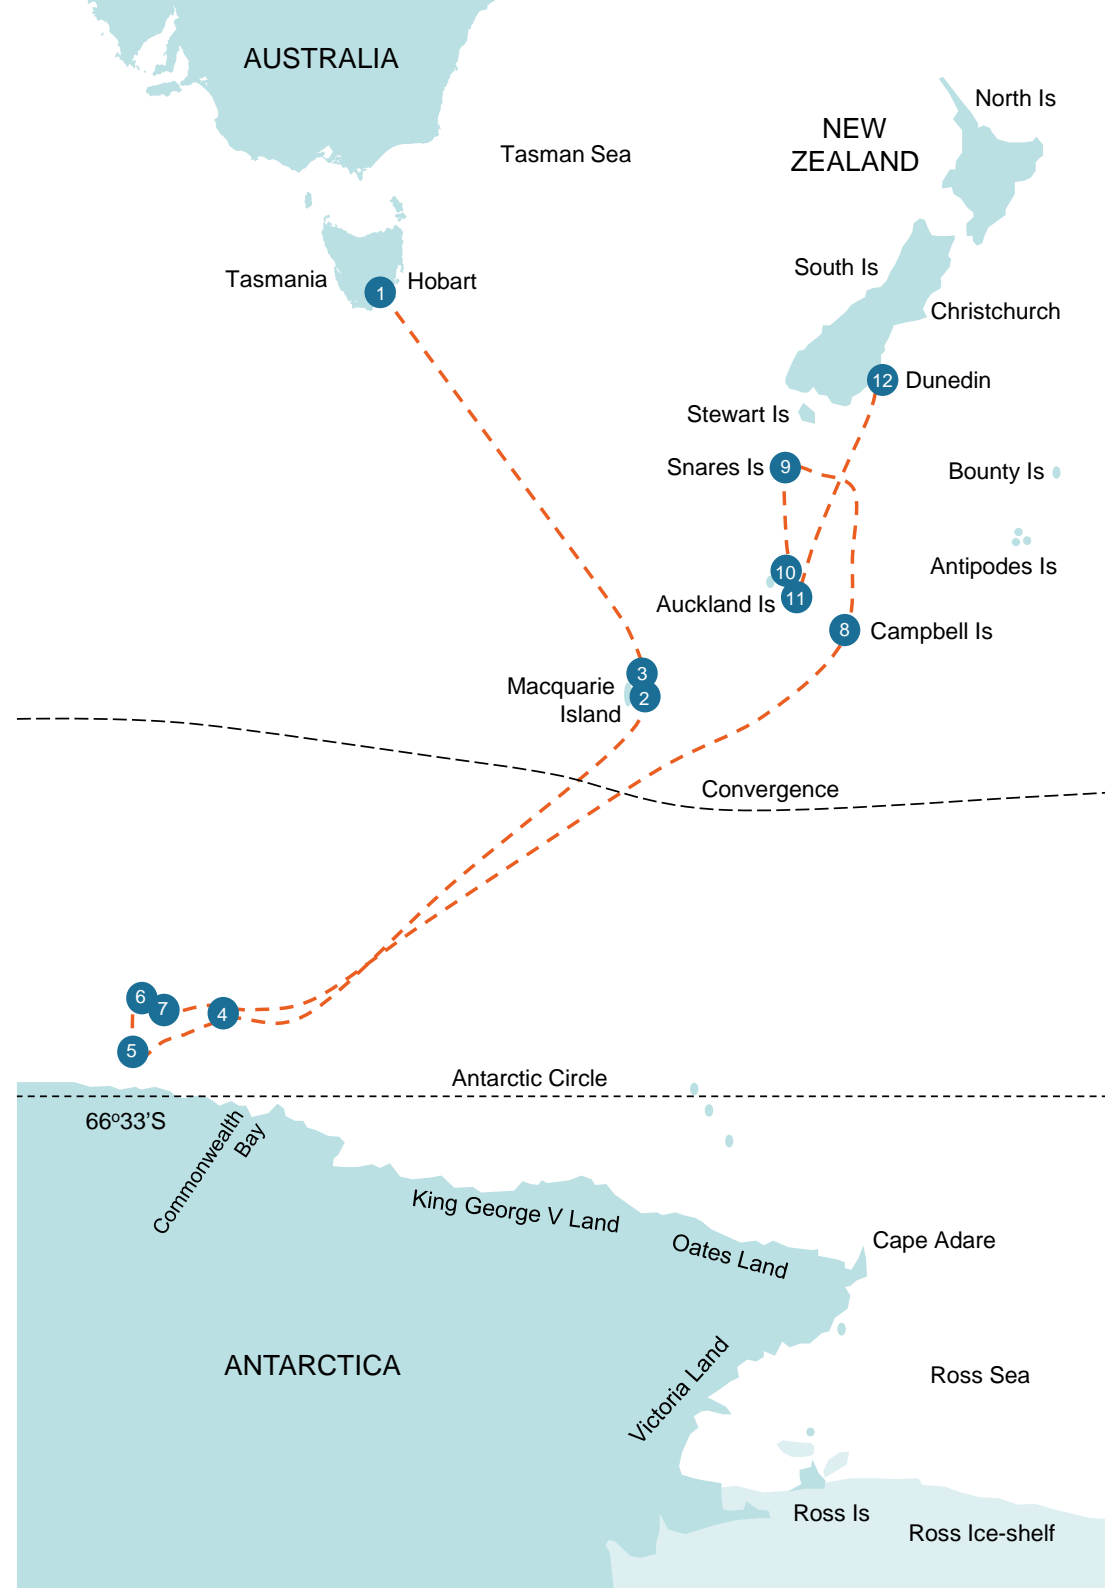 AUSTRALIA
North Is
NEW
ZEALAND
Tasman Sea
South Is
Tasmania
Hobart
1
Christchurch
12
Dunedin
Stewart Is
Snares Is
9
Bounty Is
10
Antipodes Is
Auckland Is
11
8
Campbell Is
3
Macquarie
Island
2
Convergence
6
7
4
5
Antarctic Circle
66º33’S
Commonwealth
Bay
King George V Land
Oates Land
Cape Adare
ANTARCTICA
Victoria Land
Ross Sea
Ross Is
Ross Ice-shelf